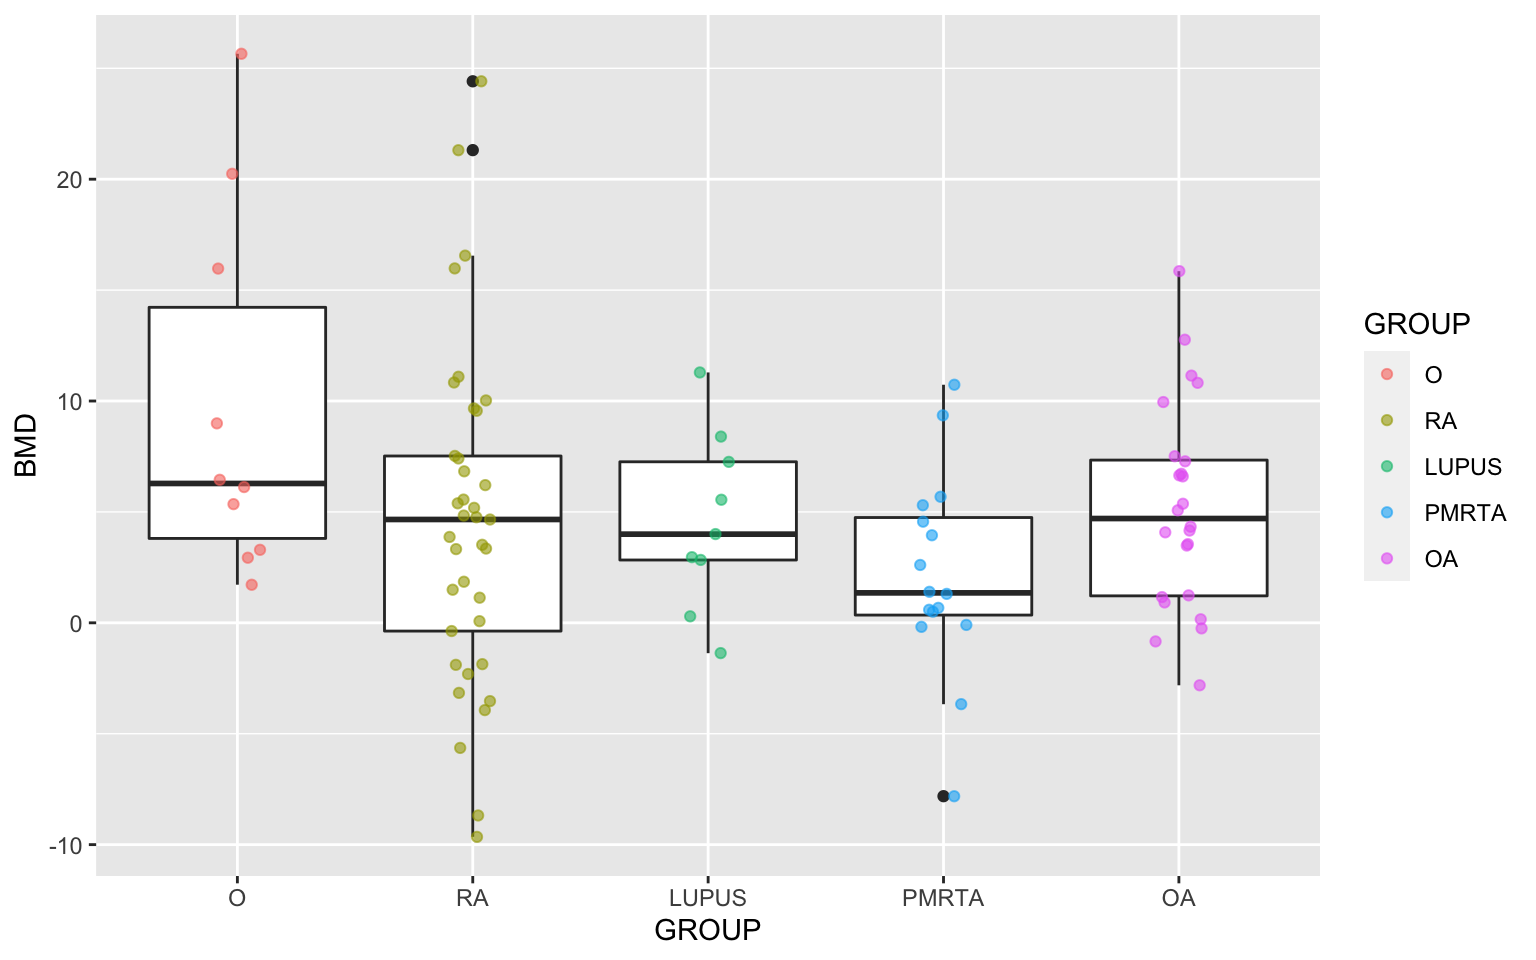 BMD
20
10
0
-10
O RA LUPUS PMRTA OA
GROUP
GROUP
O
RA
LUPUS
PMRTA
OA